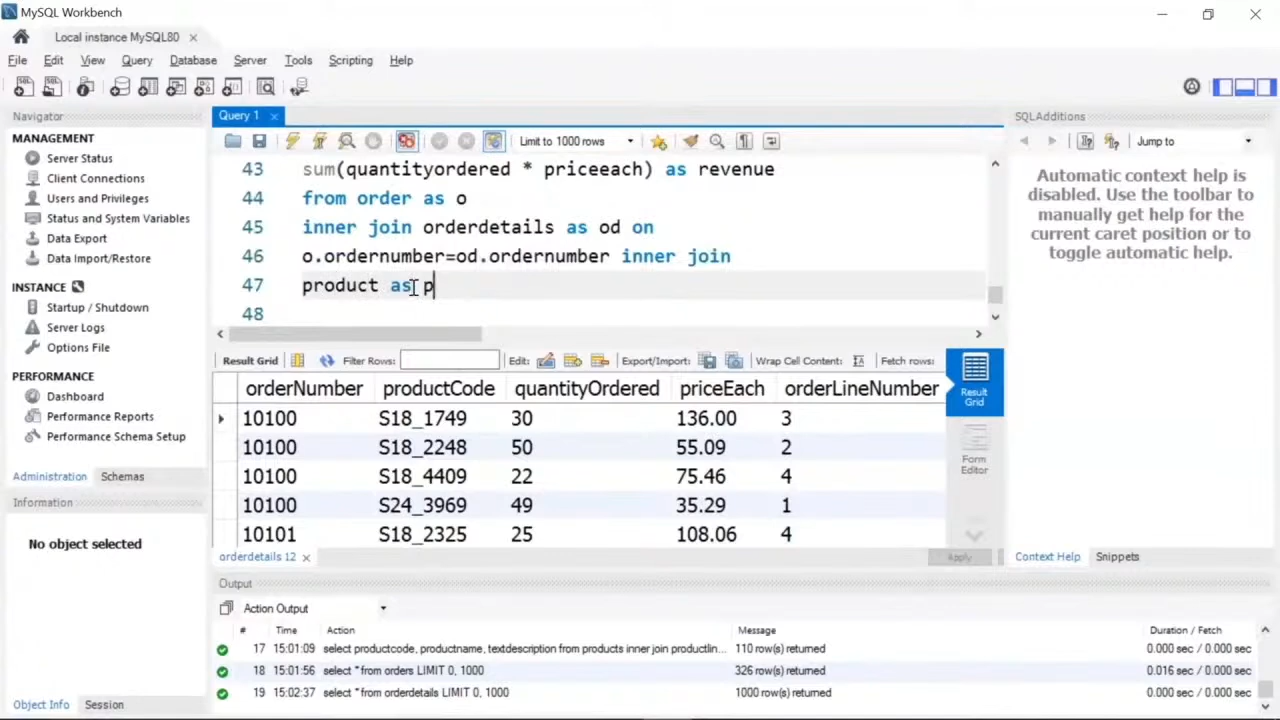 MySQL Workbench
Local instance MySQL80
File Edit View Query Database Server Tools Scripting Help
Navigator
MANAGEMENT
Server Status
Client Connections
Users and Privileges
Status and System Variables
Data Export
Data Import/Restore
INSTANCE
Startup / Shutdown
Server Logs
Options File
PERFORMANCE
Dashboard
Performance Reports
Performance Schema Setup
Administration Schemas
Information
No object selected
Object Info Session
Query 1
Limit to 1000 rows
43 sum(quantityordered * priceeach) as revenue
44 from order as o
45 inner join orderdetails as od on
46 o.ordernumber=od.ordernumber inner join
47 product as p
48
Result Grid Filter Rows: Edit: Export/Import: Wrap Cell Content: Fetch rows:
orderNumber productCode quantityOrdered priceEach orderLineNumber
10100 S18_1749 30 136.00 3
10100 S18_2248 50 55.09 2
10100 S18_4409 22 75.46 4
10100 S24_3969 49 35.29 1
10101 S18_2325 25 108.06 4
Result
Grid
Form
Editor
orderdetails 12
Apply
SQLAdditions
Jump to
Automatic context help is
disabled. Use the toolbar to
manually get help for the
current caret position or to
toggle automatic help.
Context Help Snippets
Output
Action Output
# Time Action Message Duration / Fetch
17 15:01:09 select productcode, productname, textdescription from products inner join productlin... 110 row(s) returned 0.000 sec / 0.000 sec
18 15:01:56 select *from orders LIMIT 0, 1000 326 row(s) returned 0.016 sec / 0.000 sec
19 15:02:37 select *from orderdetails LIMIT 0, 1000 1000 row(s) returned 0.000 sec / 0.000 sec